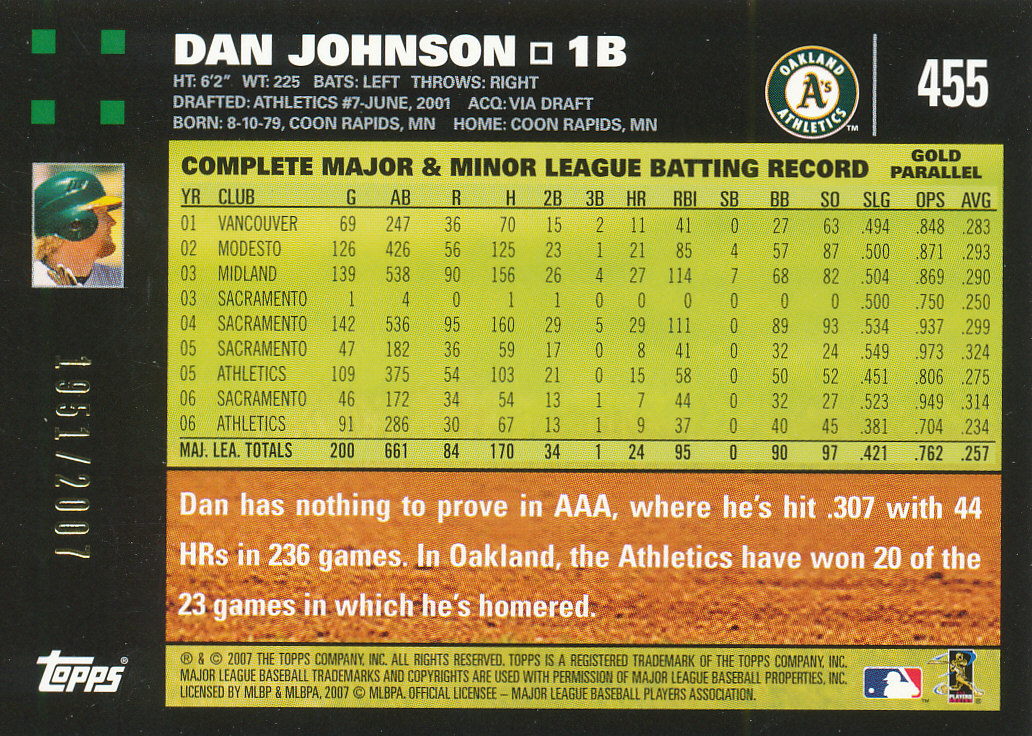 DAN JOHNSON □ 1B
HT: 6'2" WT: 225 BATS: LEFT THROWS: RIGHT
DRAFTED: ATHLETICS #7-JUNE, 2001 ACQ: VIA DRAFT
BORN: 8-10-79, COON RAPIDS, MN HOME: COON RAPIDS, MN
OAKLAND
A's
ATHLETICS
TM
455
COMPLETE MAJOR & MINOR LEAGUE BATTING RECORD
GOLD
PARALLEL
YR CLUB G AB R H 2B 3B HR RBI SB BB SO SLG OPS AVG
01 VANCOUVER 69 247 36 70 15 2 11 41 0 27 63 .494 .848 .283
02 MODESTO 126 426 56 125 23 1 21 85 4 57 87 .500 .871 .293
03 MIDLAND 139 538 90 156 26 4 27 114 7 68 82 .504 .869 .290
03 SACRAMENTO 1 4 0 1 1 0 0 0 0 0 0 .500 .750 .250
04 SACRAMENTO 142 536 95 160 29 5 29 111 0 89 93 .534 .937 .299
05 SACRAMENTO 47 182 36 59 17 0 8 41 0 32 24 .549 .973 .324
05 ATHLETICS 109 375 54 103 21 0 15 58 0 50 52 .451 .806 .275
06 SACRAMENTO 46 172 34 54 13 1 7 44 0 32 27 .523 .949 .314
06 ATHLETICS 91 286 30 67 13 1 9 37 0 40 45 .381 .704 .234
MAJ. LEA. TOTALS 200 661 84 170 34 1 24 95 0 90 97 .421 .762 .257
1951/2007
Dan has nothing to prove in AAA, where he's hit .307 with 44
HRs in 236 games. In Oakland, the Athletics have won 20 of the
23 games in which he's homered.
topps®
® & © 2007 THE TOPPS COMPANY, INC. ALL RIGHTS RESERVED. TOPPS IS A REGISTERED TRADEMARK OF THE TOPPS COMPANY, INC.
MAJOR LEAGUE BASEBALL TRADEMARKS AND COPYRIGHTS ARE USED WITH PERMISSION OF MAJOR LEAGUE BASEBALL PROPERTIES, INC.
LICENSED BY MLBP & MLBPA, 2007 © MLBPA. OFFICIAL LICENSEE – MAJOR LEAGUE BASEBALL PLAYERS ASSOCIATION.
TM
PLAYERS